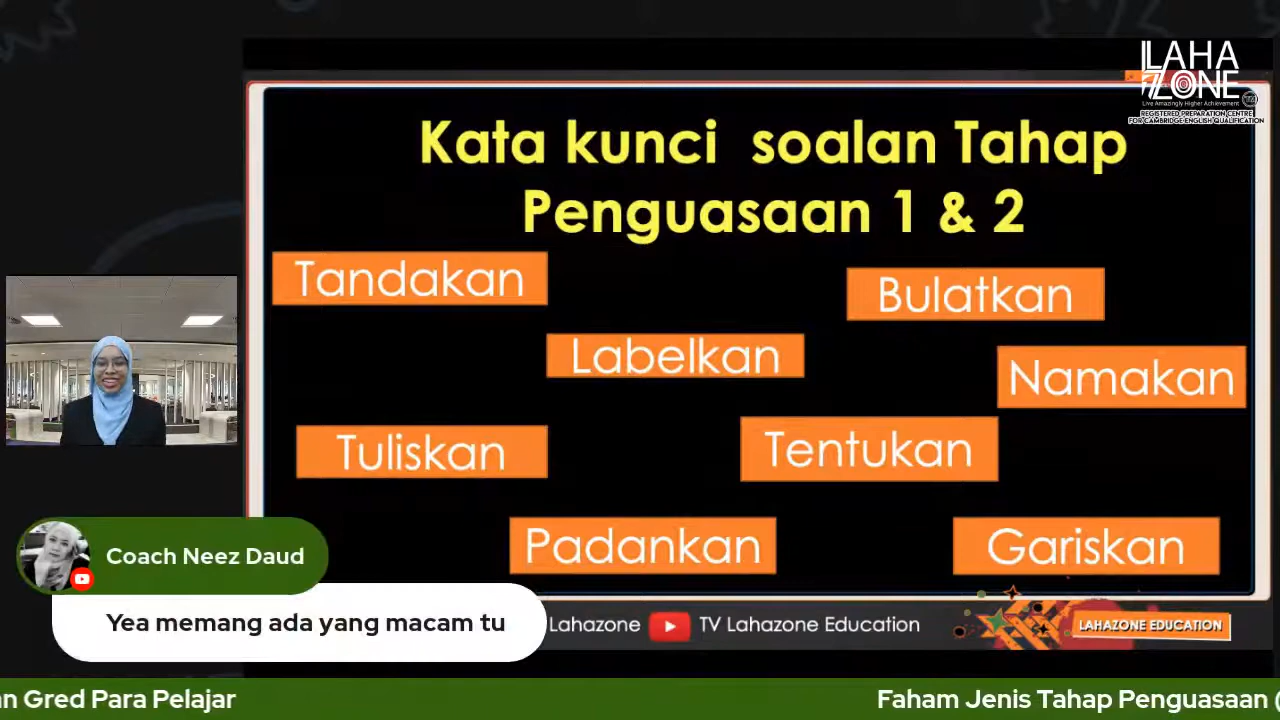 LAHA
ZONE
Live Amazingly Higher Achievement
REGISTERED PREPARATION CENTRE
FOR CAMBRIDGE ENGLISH QUALIFICATION
Kata kunci soalan Tahap
Penguasaan 1 & 2
Tandakan
Bulatkan
Labelkan
Namakan
Tuliskan
Tentukan
Padankan
Gariskan
Coach Neez Daud
Yea memang ada yang macam tu
Lahazone
TV Lahazone Education
LAHAZONE EDUCATION
Gred Para Pelajar
Faham Jenis Tahap Penguasaan (